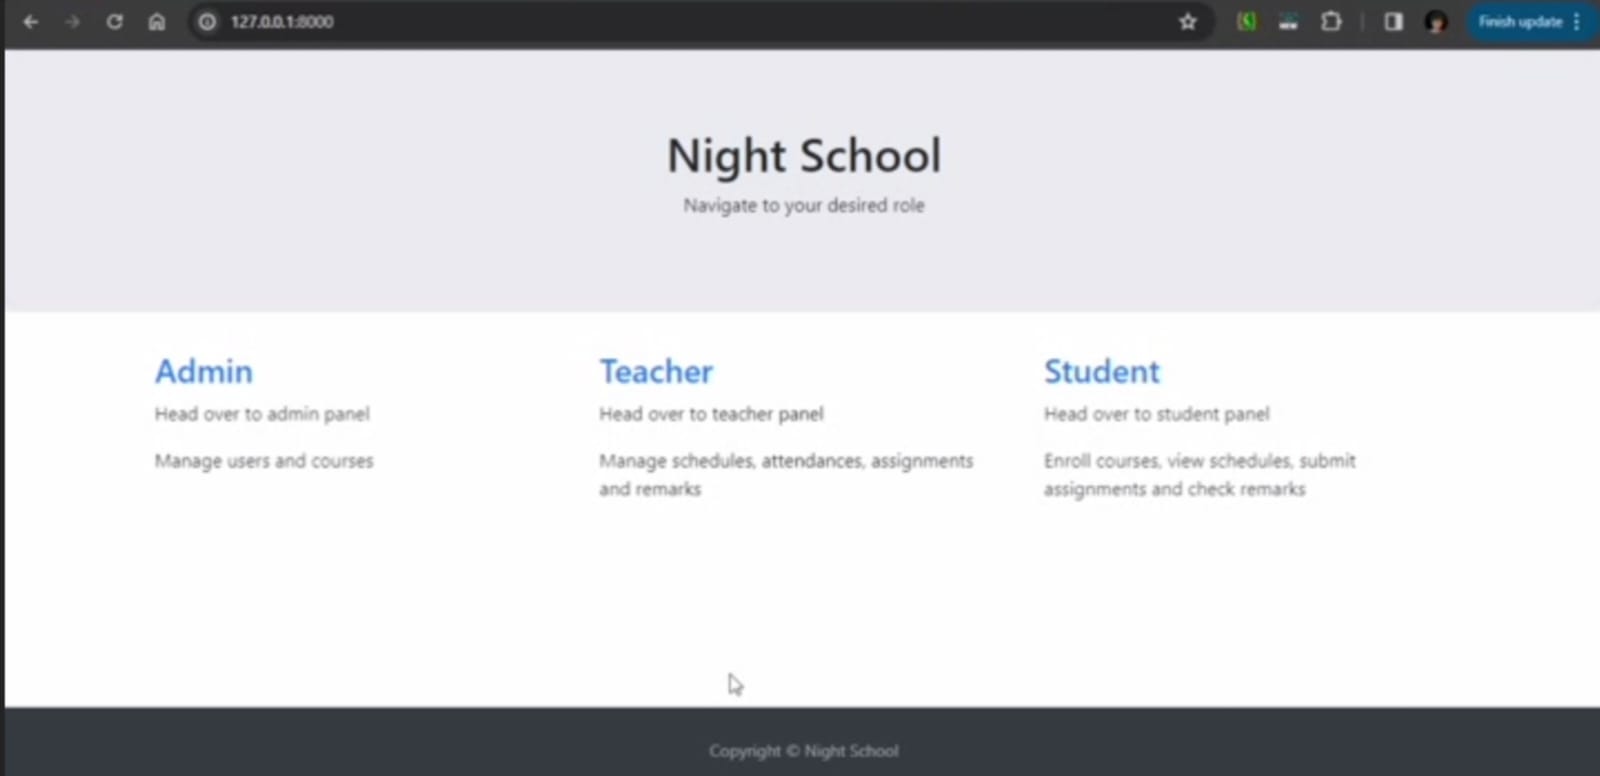 127.0.0.1:8000
Finish update
Night School
Navigate to your desired role
Admin
Head over to admin panel
Manage users and courses
Teacher
Head over to teacher panel
Manage schedules, attendances, assignments
and remarks
Student
Head over to student panel
Enroll courses, view schedules, submit
assignments and check remarks
Copyright © Night School